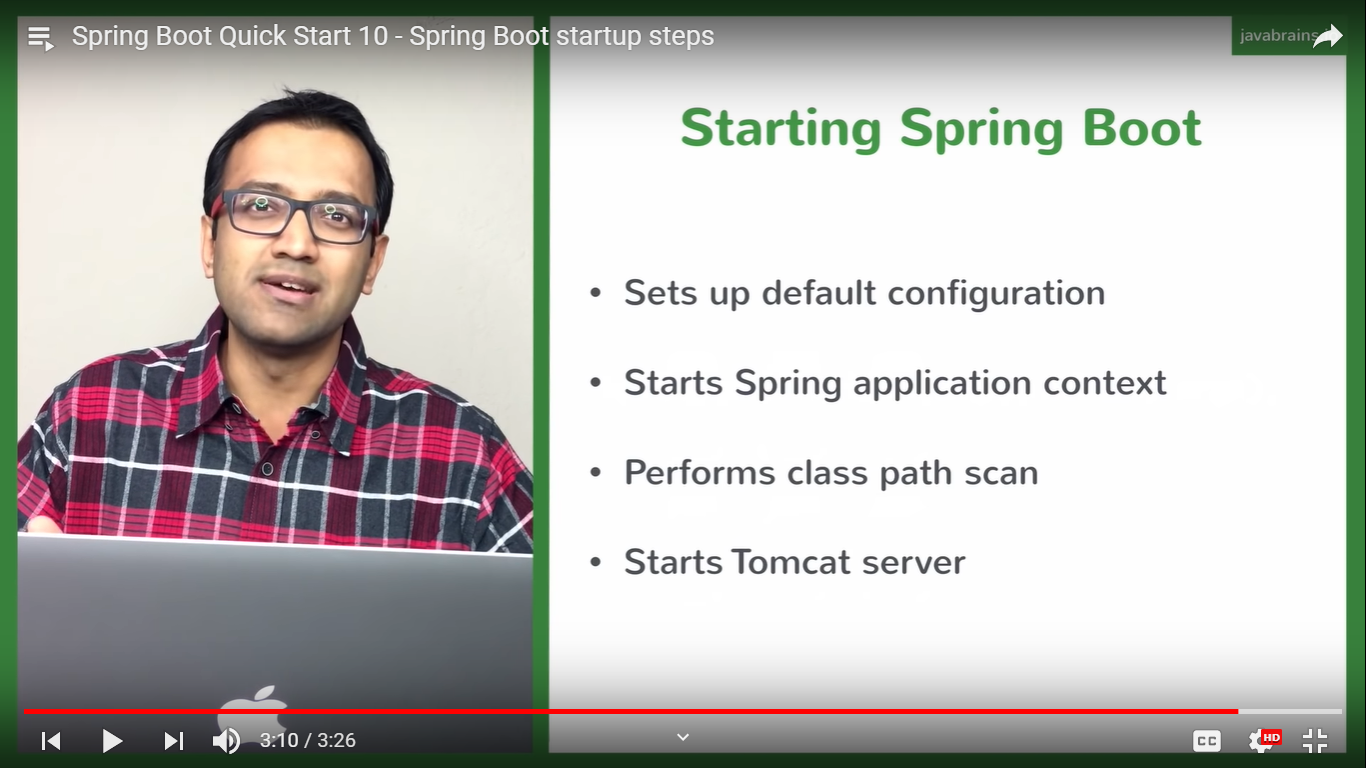 Spring Boot Quick Start 10 - Spring Boot startup steps
javabrains
Starting Spring Boot
• Sets up default configuration
• Starts Spring application context
• Performs class path scan
• Starts Tomcat server
3:10 / 3:26
CC
HD